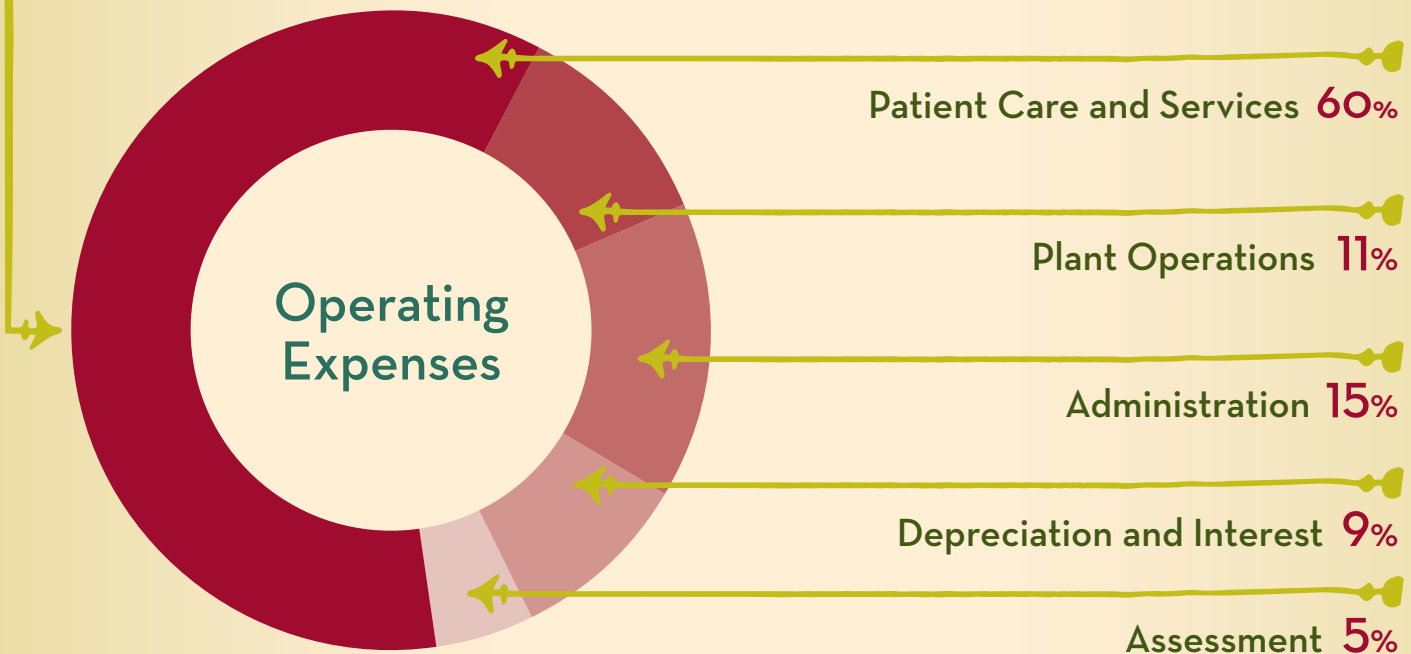 Operating
Expenses
Patient Care and Services 60%
Plant Operations 11%
Administration 15%
Depreciation and Interest 9%
Assessment 5%